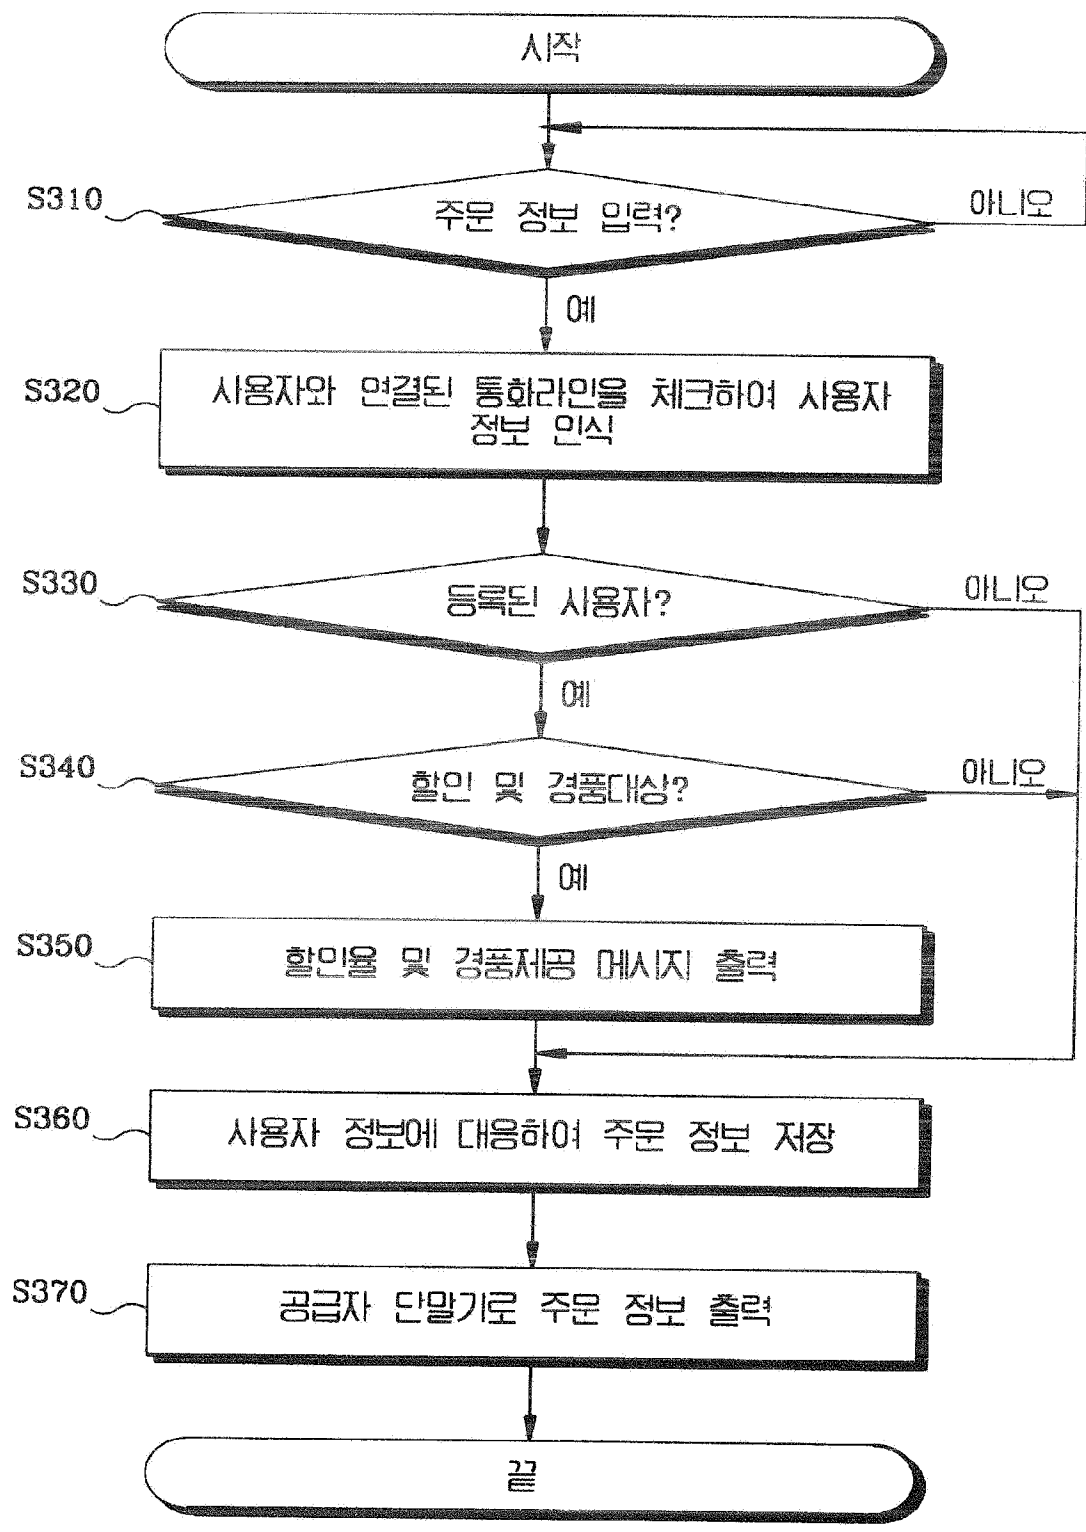 시작
S310
주문 정보 입력?
아니오
예
S320
사용자와 연결된 통화라인을 체크하여 사용자
정보 인식
S330
등록된 사용자?
아니오
예
S340
할인 및 경품대상?
아니오
예
S350
할인율 및 경품제공 메시지 출력
S360
사용자 정보에 대응하여 주문 정보 저장
S370
공급자 단말기로 주문 정보 출력
끝